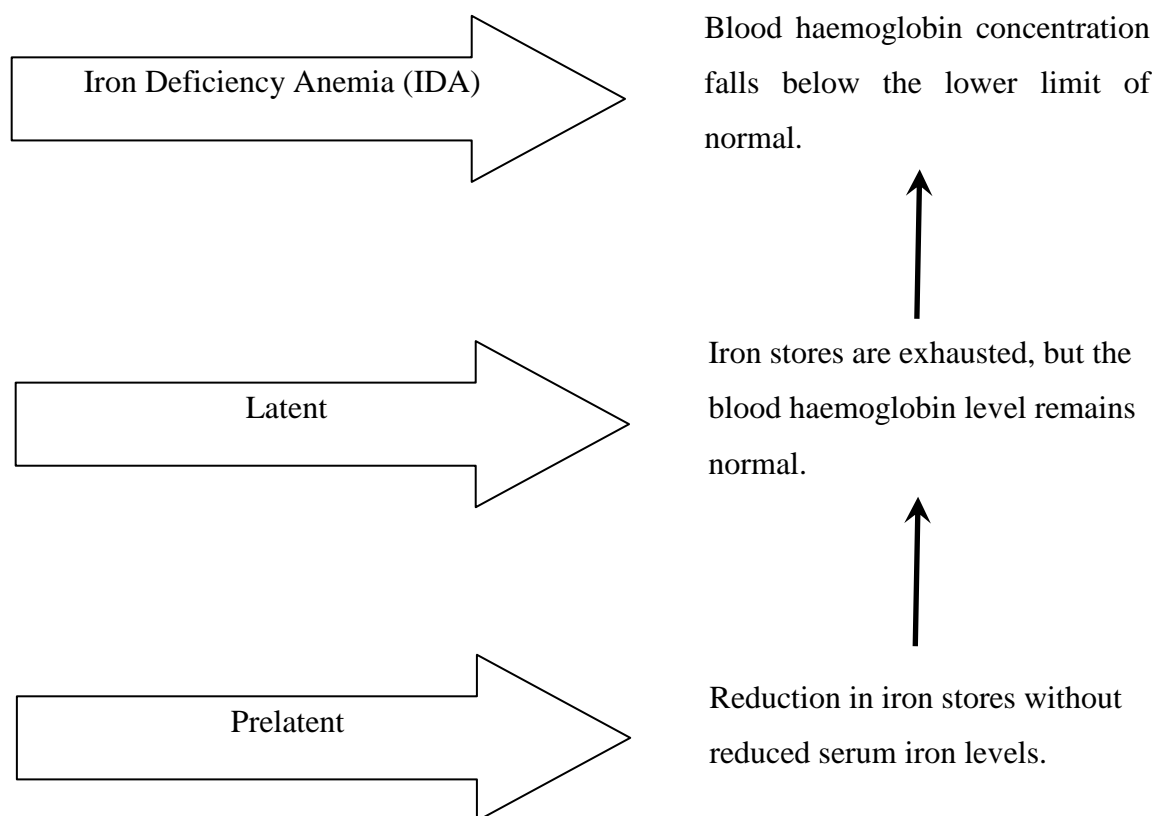 Iron Deficiency Anemia (IDA)
Blood haemoglobin concentration
falls below the lower limit of
normal.
Latent
Iron stores are exhausted, but the
blood haemoglobin level remains
normal.
Prelatent
Reduction in iron stores without
reduced serum iron levels.